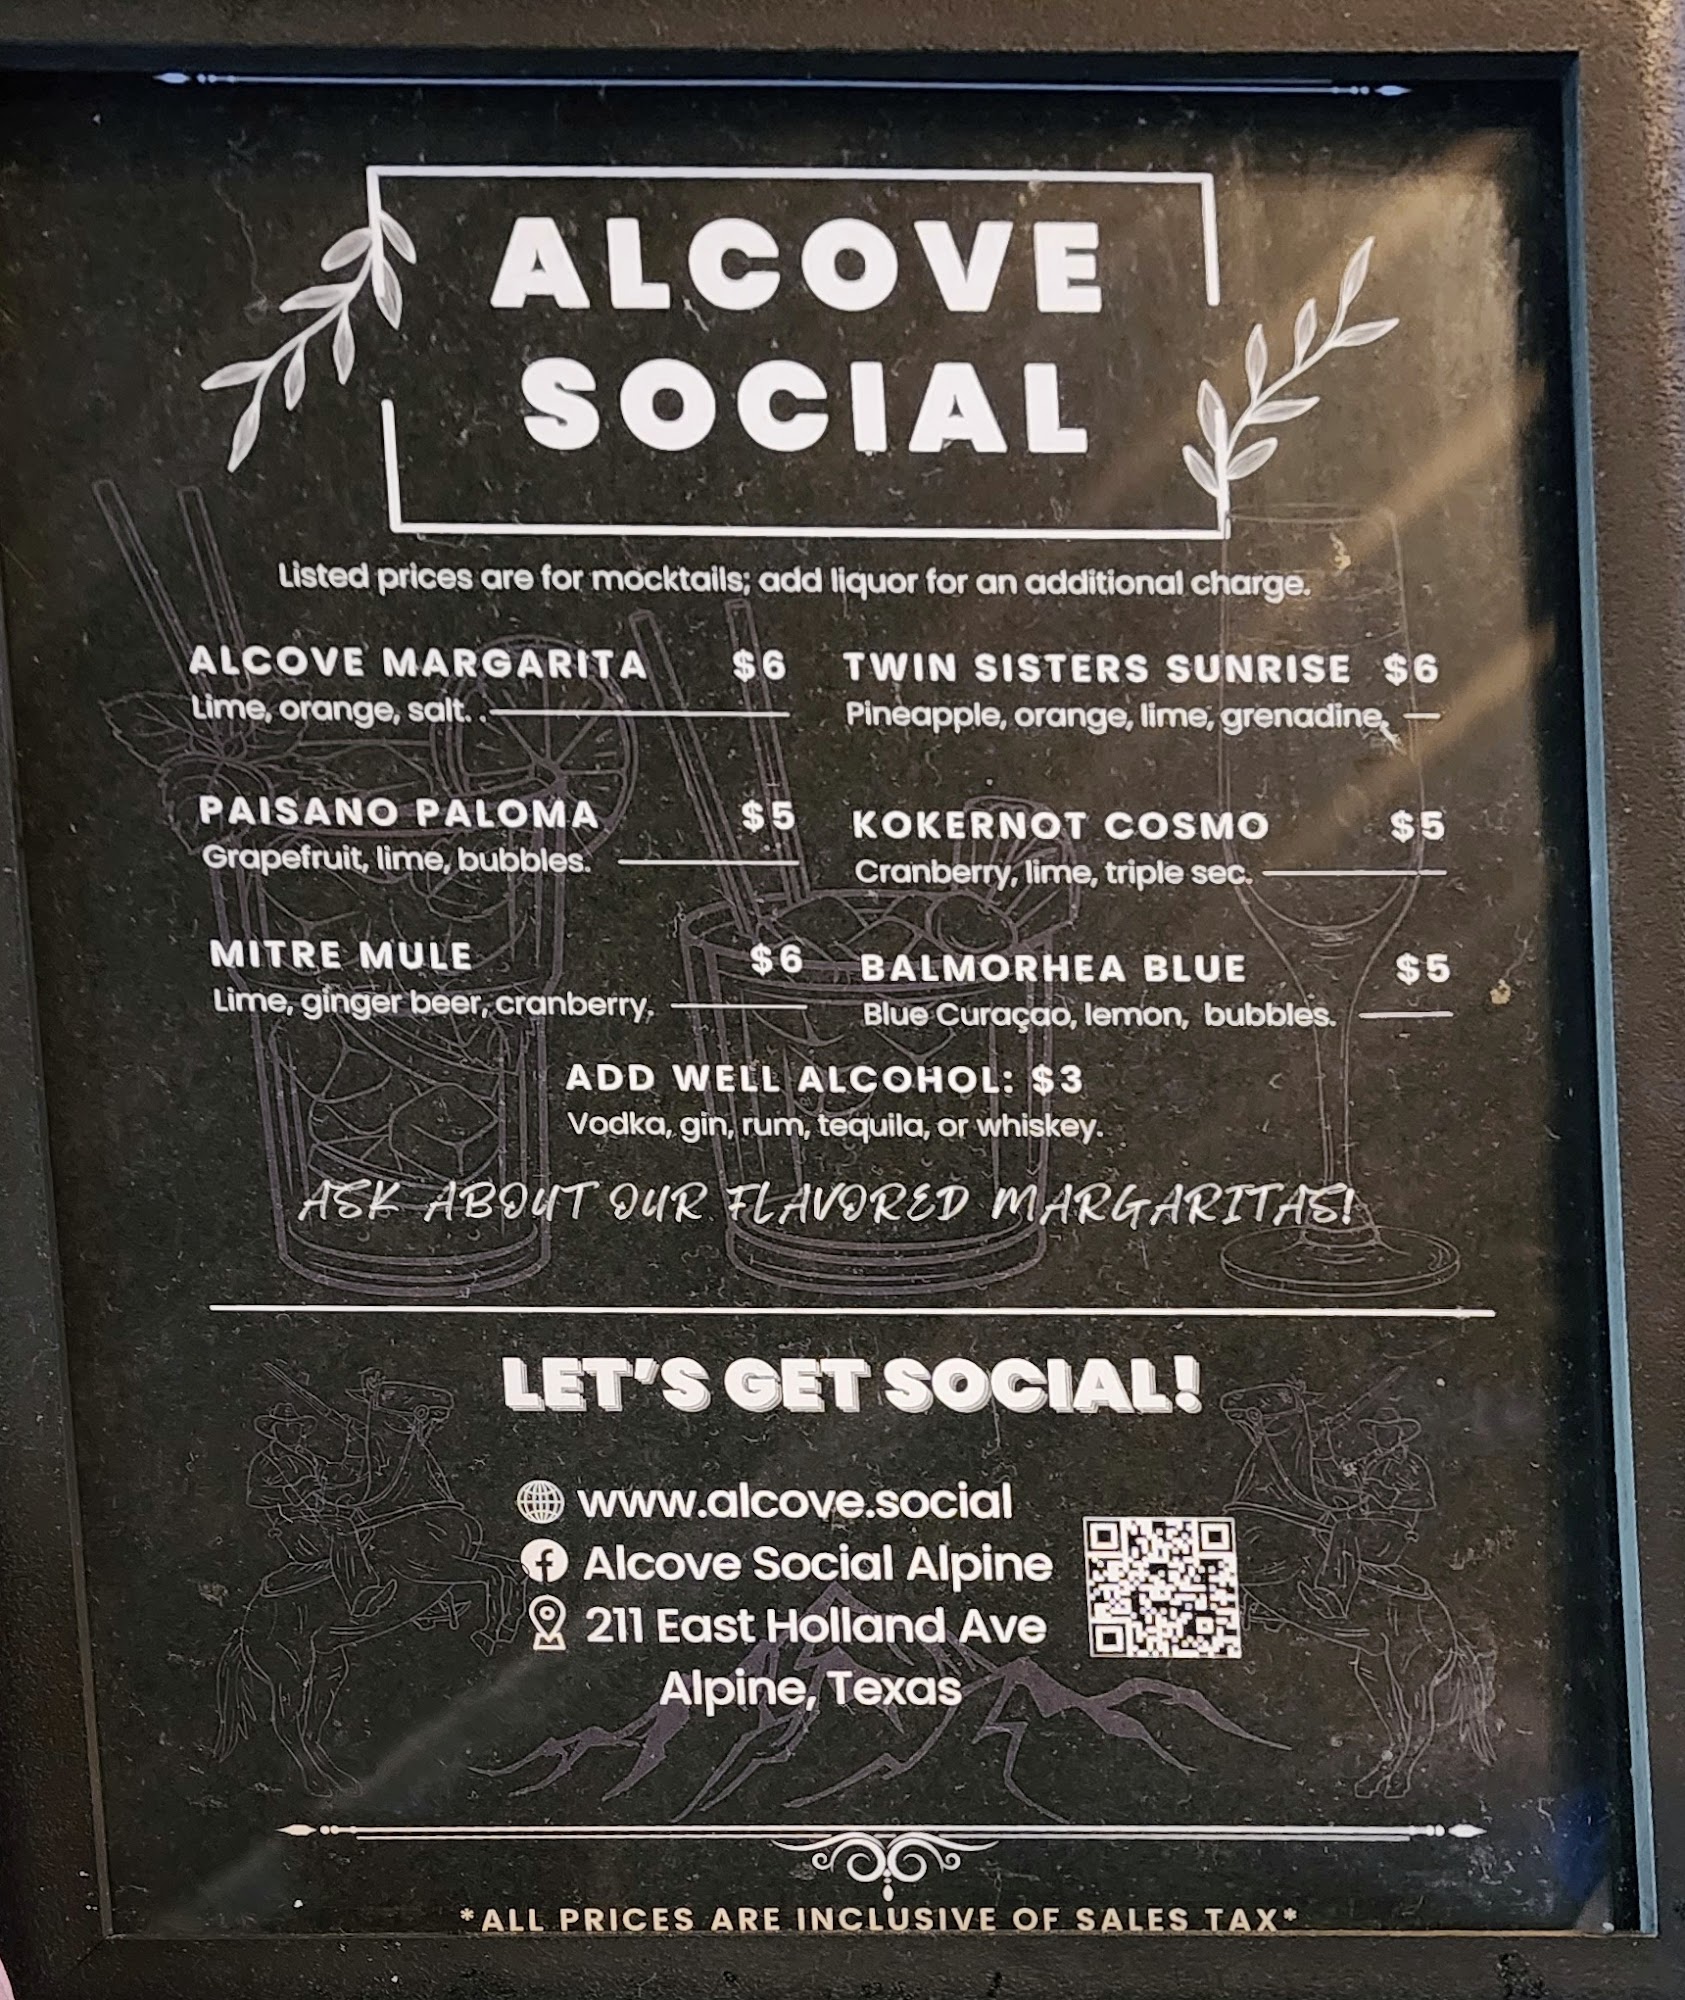 ALCOVE
SOCIAL
Listed prices are for mocktails; add liquor for an additional charge.
ALCOVE MARGARITA $6
Lime, orange, salt. .
TWIN SISTERS SUNRISE $6
Pineapple, orange, lime, grenadine.
PAISANO PALOMA $5
Grapefruit, lime, bubbles.
KOKERNOT COSMO $5
Cranberry, lime, triple sec.
MITRE MULE $6
Lime, ginger beer, cranberry.
BALMORHEA BLUE $5
Blue Curaçao, lemon, bubbles.
ADD WELL ALCOHOL: $3
Vodka, gin, rum, tequila, or whiskey.
ASK ABOUT OUR FLAVORED MARGARITAS!
LET'S GET SOCIAL!
www.alcove.social
Alcove Social Alpine
211 East Holland Ave
Alpine, Texas
*ALL PRICES ARE INCLUSIVE OF SALES TAX*